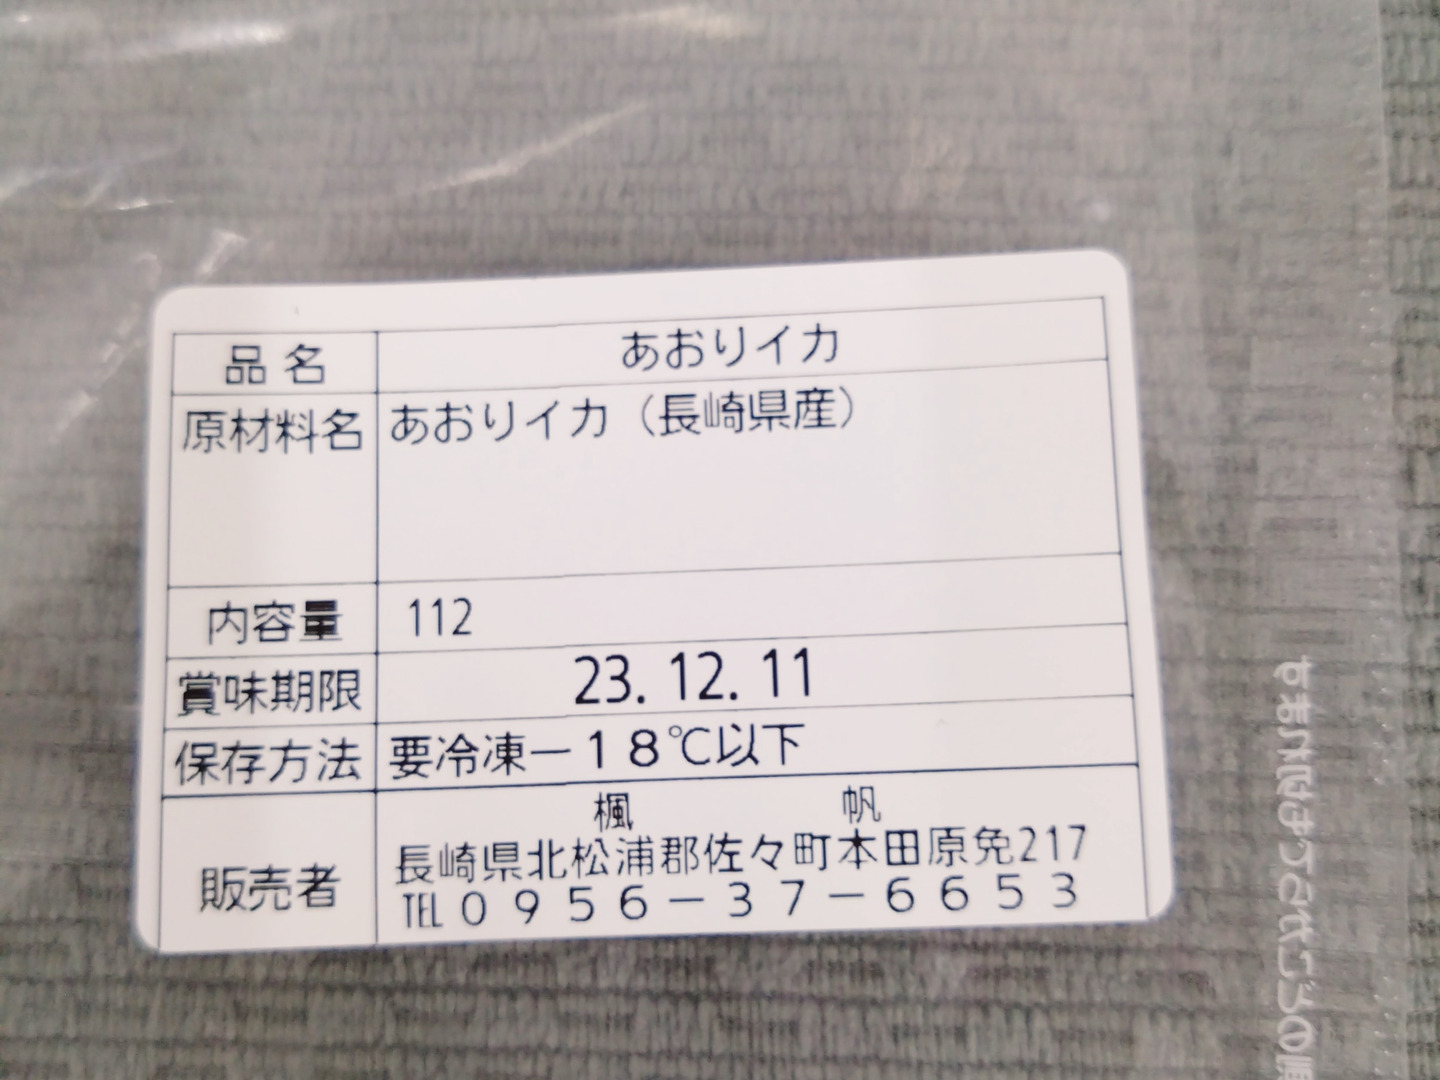 品名 あおりイカ
原材料名 あおりイカ（長崎県産）
内容量 112
賞味期限 23.12.11
保存方法 要冷凍－１８℃以下
販売者
楓 帆
長崎県北松浦郡佐々町本田原免217
TEL０９５６－３７－６６５３